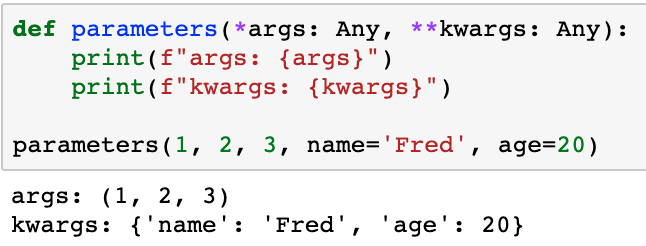 def parameters(*args: Any, **kwargs: Any):
    print(f"args: {args}")
    print(f"kwargs: {kwargs}")
parameters(1, 2, 3, name='Fred', age=20)
args: (1, 2, 3)
kwargs: {'name': 'Fred', 'age': 20}